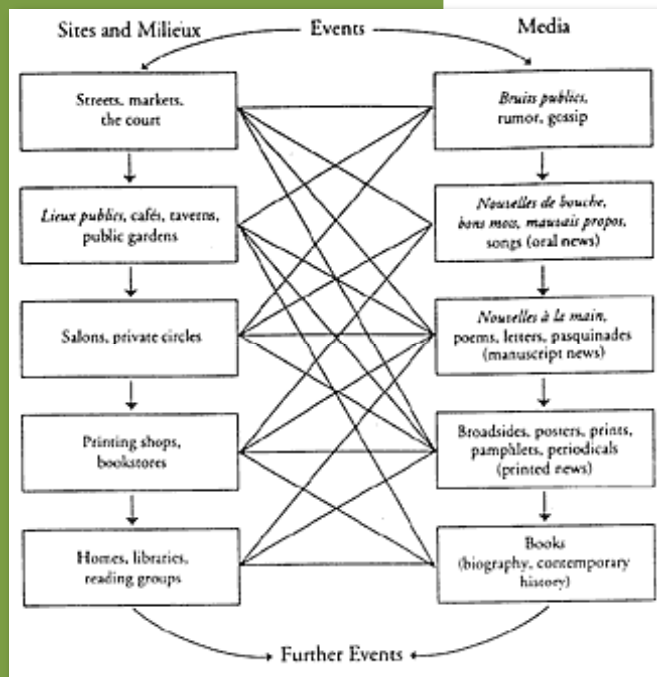 Sites and Milieux
Events
Media
Streets, markets,
the court
Bruits publics,
rumor, gossip
Lieux publics, cafés, taverns,
public gardens
Nouvelles de bouche,
bons mots, mauvais propos,
songs (oral news)
Salons, private circles
Nouvelles à la main,
poems, letters, pasquinades
(manuscript news)
Printing shops,
bookstores
Broadsides, posters, prints,
pamphlets, periodicals
(printed news)
Homes, libraries,
reading groups
Books
(biography, contemporary
history)
Further Events